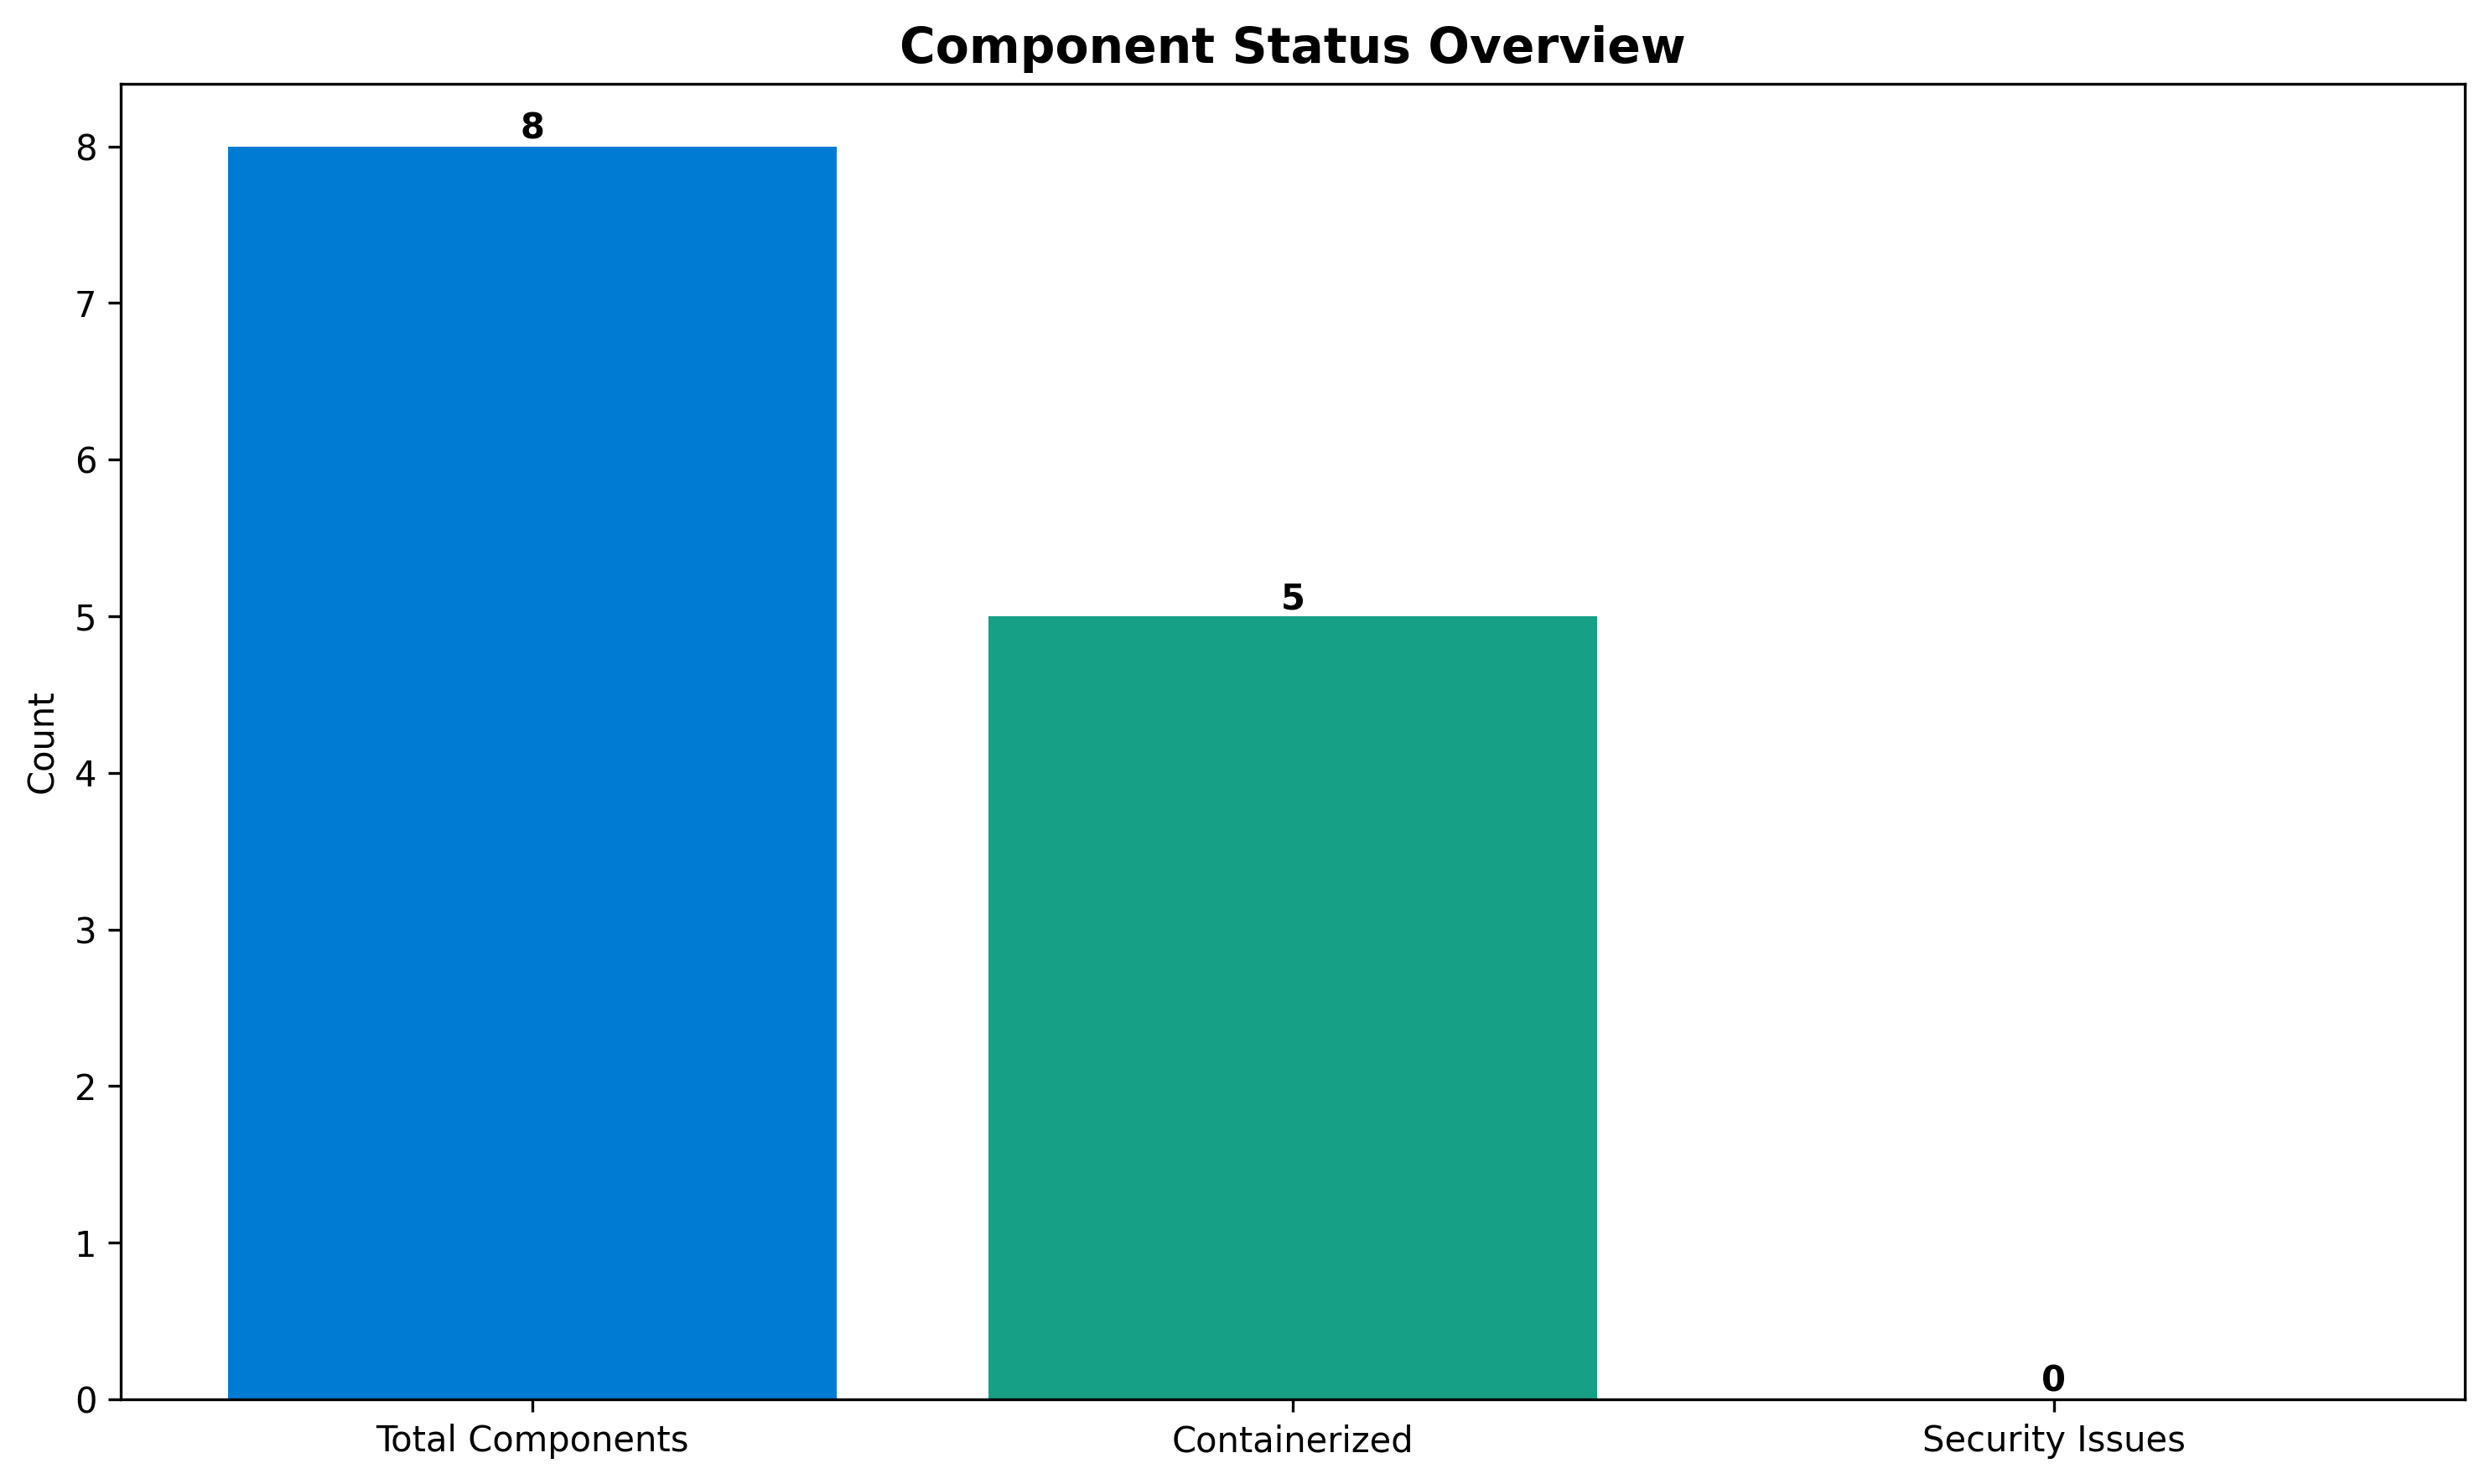 Component Status Overview
8
8
7
6
5
5
4
3
2
1
0
0
Count
Total Components
Containerized
Security Issues